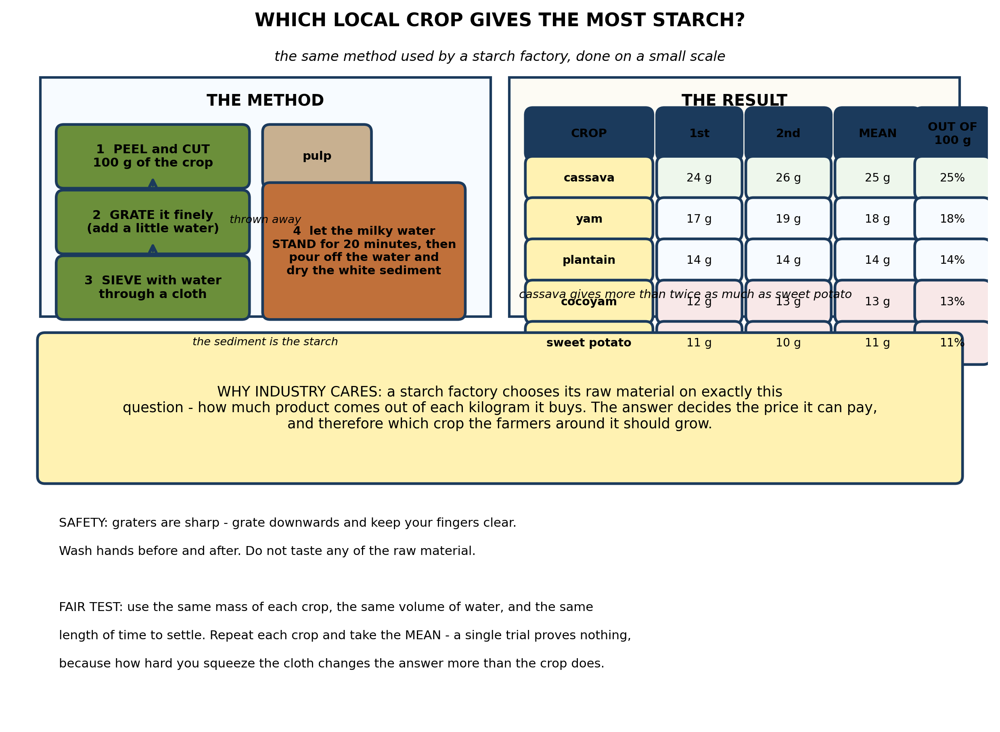 WHICH LOCAL CROP GIVES THE MOST STARCH?
the same method used by a starch factory, done on a small scale
THE METHOD
1 PEEL and CUT
100 g of the crop
2 GRATE it finely
(add a little water)
3 SIEVE with water
through a cloth
pulp
thrown away
4 let the milky water
STAND for 20 minutes, then
pour off the water and
dry the white sediment
the sediment is the starch
THE RESULT
CROP 1st 2nd MEAN OUT OF 100 g
cassava 24 g 26 g 25 g 25%
yam 17 g 19 g 18 g 18%
plantain 14 g 14 g 14 g 14%
cassava gives more than twice as much as sweet potato
cocoyam 12 g 13 g 13 g 13%
sweet potato 11 g 10 g 11 g 11%
WHY INDUSTRY CARES: a starch factory chooses its raw material on exactly this
question - how much product comes out of each kilogram it buys. The answer decides the price it can pay,
and therefore which crop the farmers around it should grow.
SAFETY: graters are sharp - grate downwards and keep your fingers clear.
Wash hands before and after. Do not taste any of the raw material.
FAIR TEST: use the same mass of each crop, the same volume of water, and the same
length of time to settle. Repeat each crop and take the MEAN - a single trial proves nothing,
because how hard you squeeze the cloth changes the answer more than the crop does.